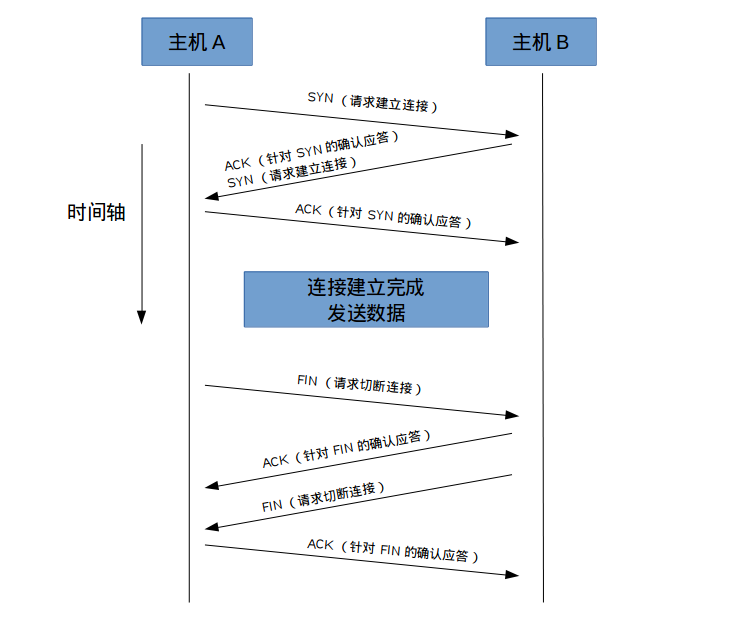 主机 A
主机 B
SYN （请求建立连接）
ACK（针对 SYN 的确认应答）
SYN （请求建立连接）
时间轴
ACK（针对 SYN 的确认应答）
连接建立完成
发送数据
FIN （请求切断连接）
ACK（针对 FIN 的确认应答）
FIN（请求切断连接）
ACK （针对 FIN 的确认应答）